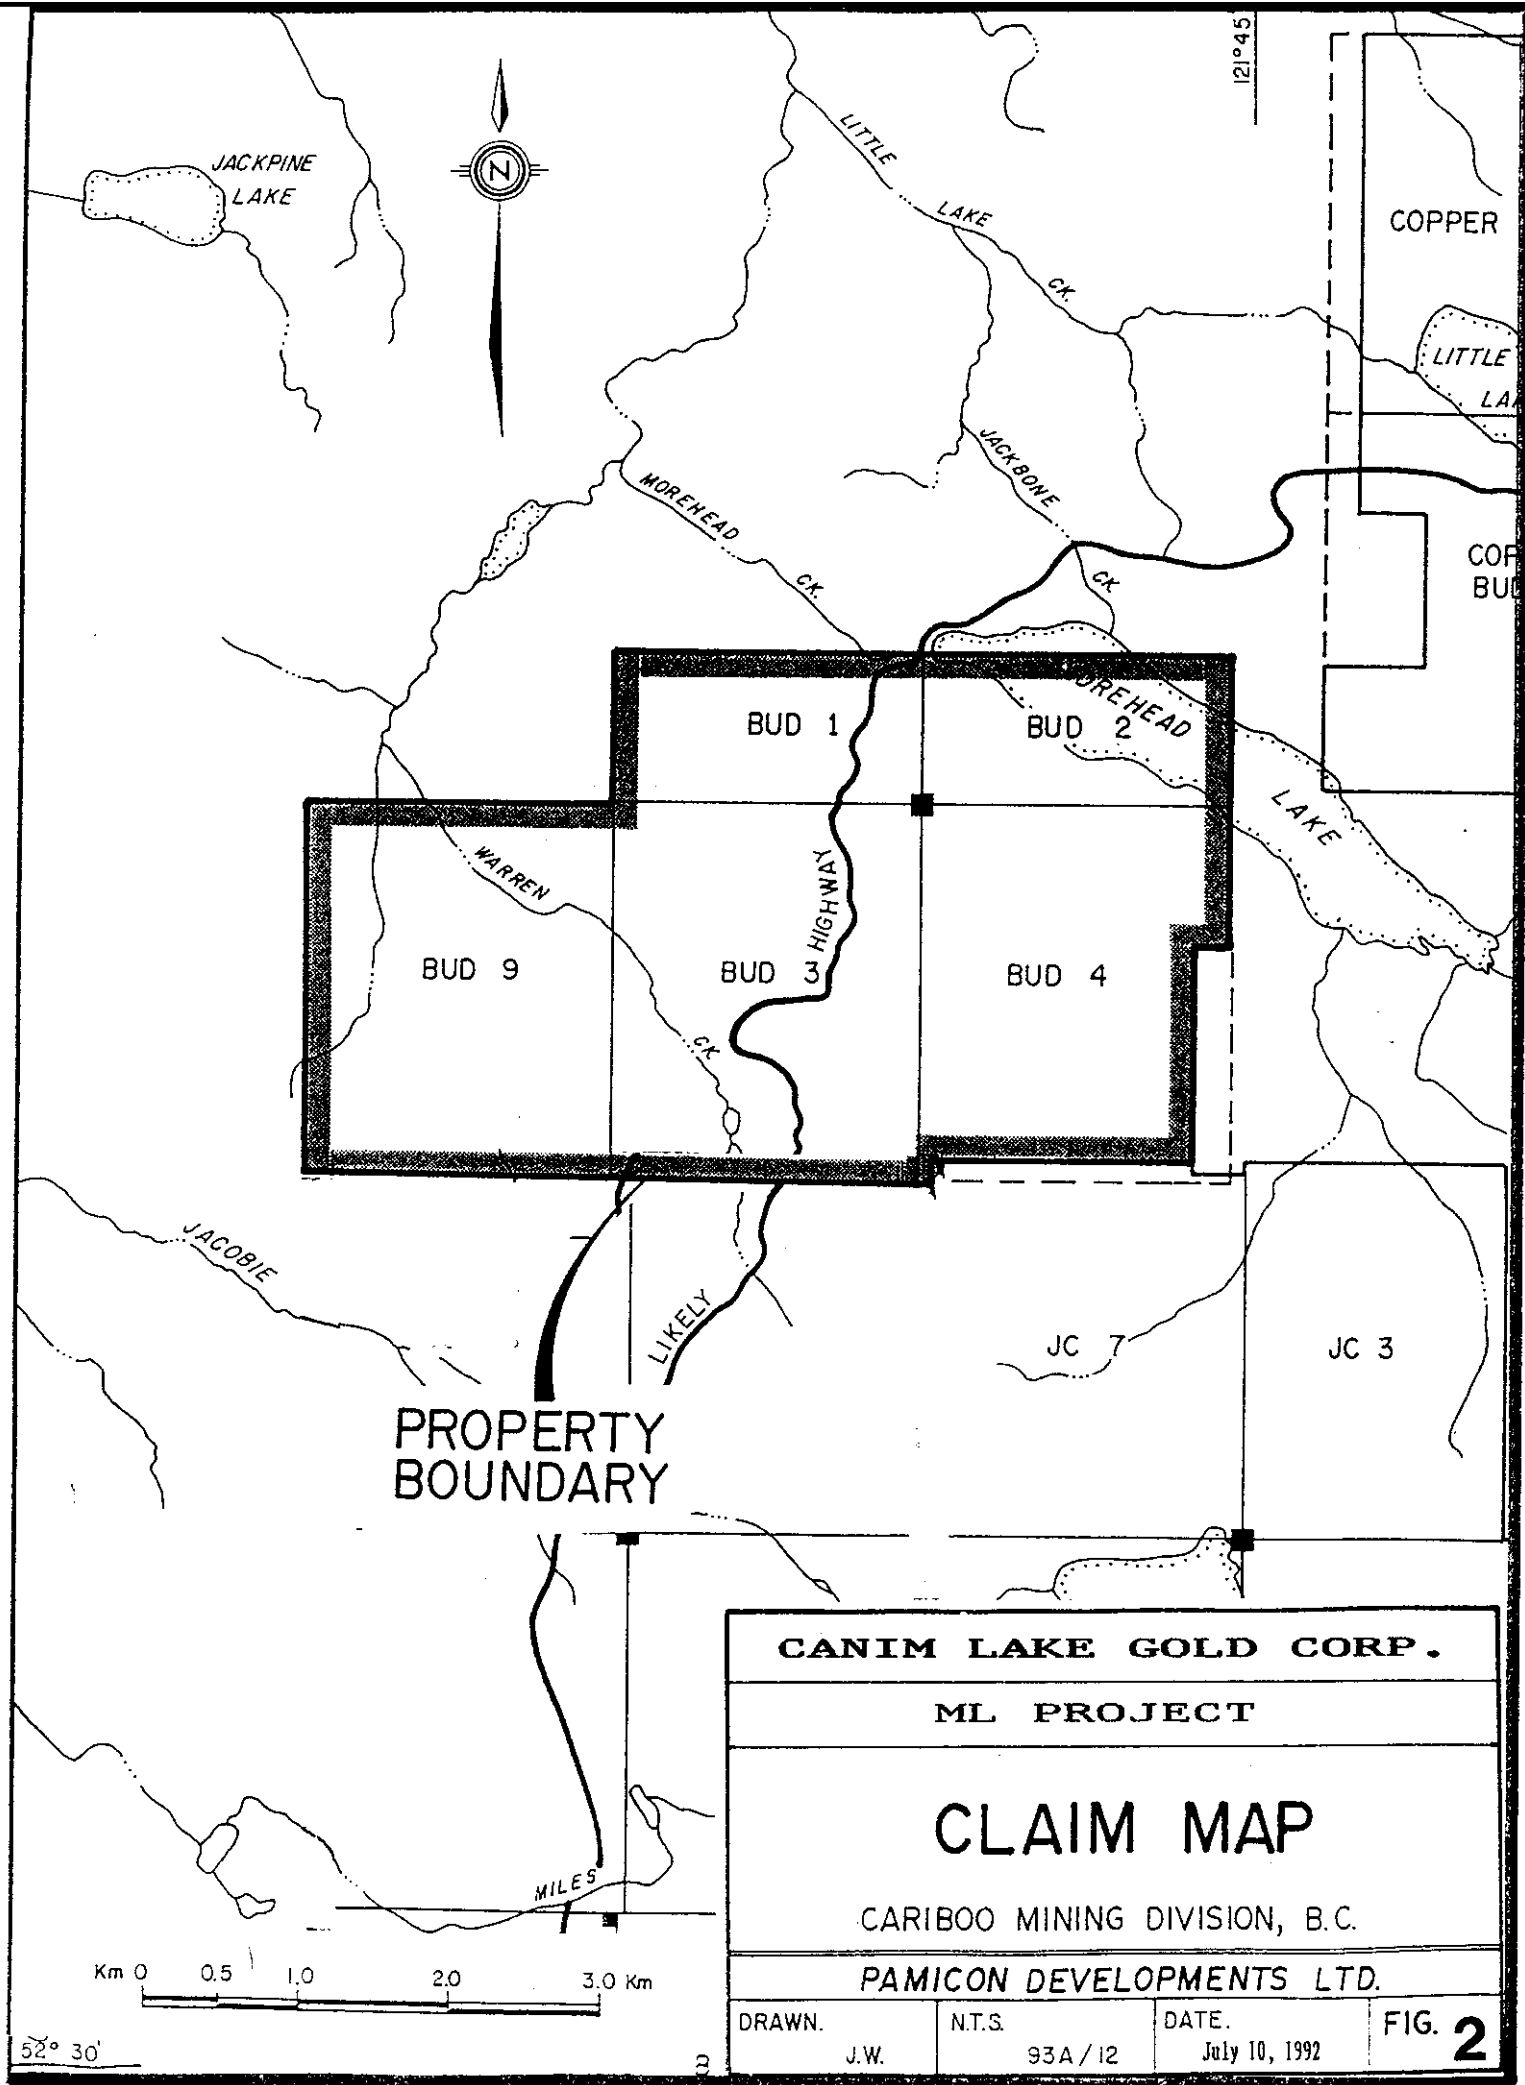 121°45
JACKPINE
LAKE
N
LITTLE
LAKE
CK.
COPPER
LITTLE
JACKBONE
CK.
MOREHEAD
CK.
BUD 1
BUD 2
MOREHEAD
LAKE
WARREN
CK.
HIGHWAY
BUD 9
BUD 3
BUD 4
JACOBIE
LIKELY
JC 7
JC 3
PROPERTY
BOUNDARY
MILES
Km 0 0.5 1.0 2.0 3.0 Km
52° 30'
CANIM LAKE GOLD CORP.
ML PROJECT
CLAIM MAP
CARIBOO MINING DIVISION, B.C.
PAMICON DEVELOPMENTS LTD.
DRAWN.
J.W.
N.T.S.
93A/12
DATE.
July 10, 1992
FIG. 2